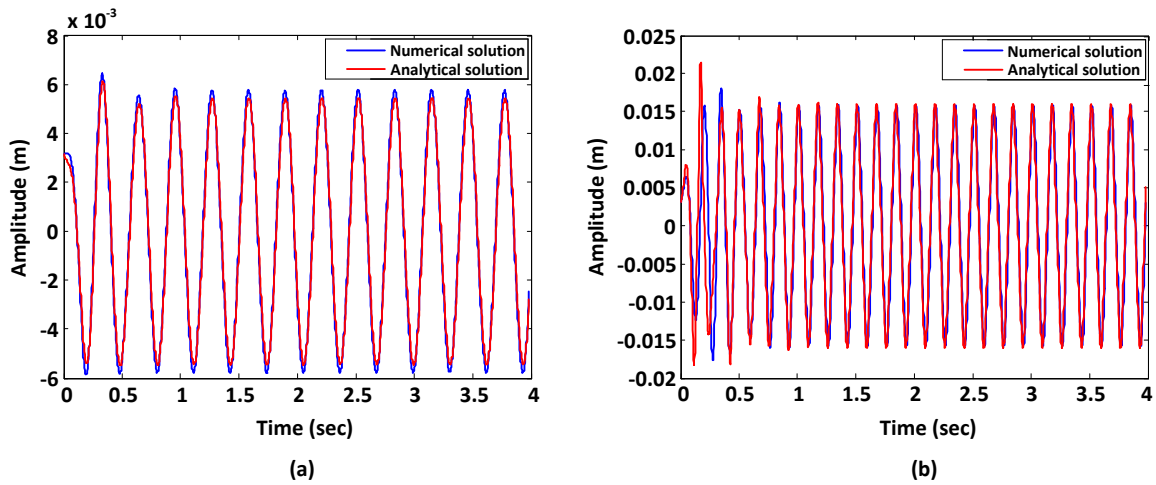 x 10⁻³
8
6
4
2
0
-2
-4
-6
0 0.5 1 1.5 2 2.5 3 3.5 4
Amplitude (m)
Time (sec)
Numerical solution
Analytical solution
(a)
0.025
0.02
0.015
0.01
0.005
0
-0.005
-0.01
-0.015
-0.02
0 0.5 1 1.5 2 2.5 3 3.5 4
Amplitude (m)
Time (sec)
Numerical solution
Analytical solution
(b)